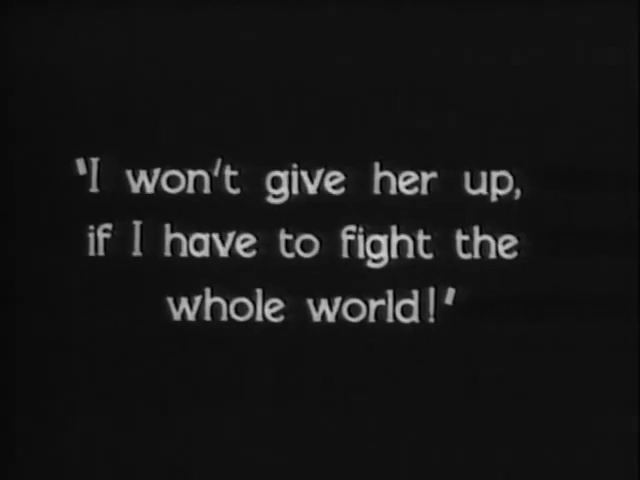 'I won't give her up,
if I have to fight the
whole world!'